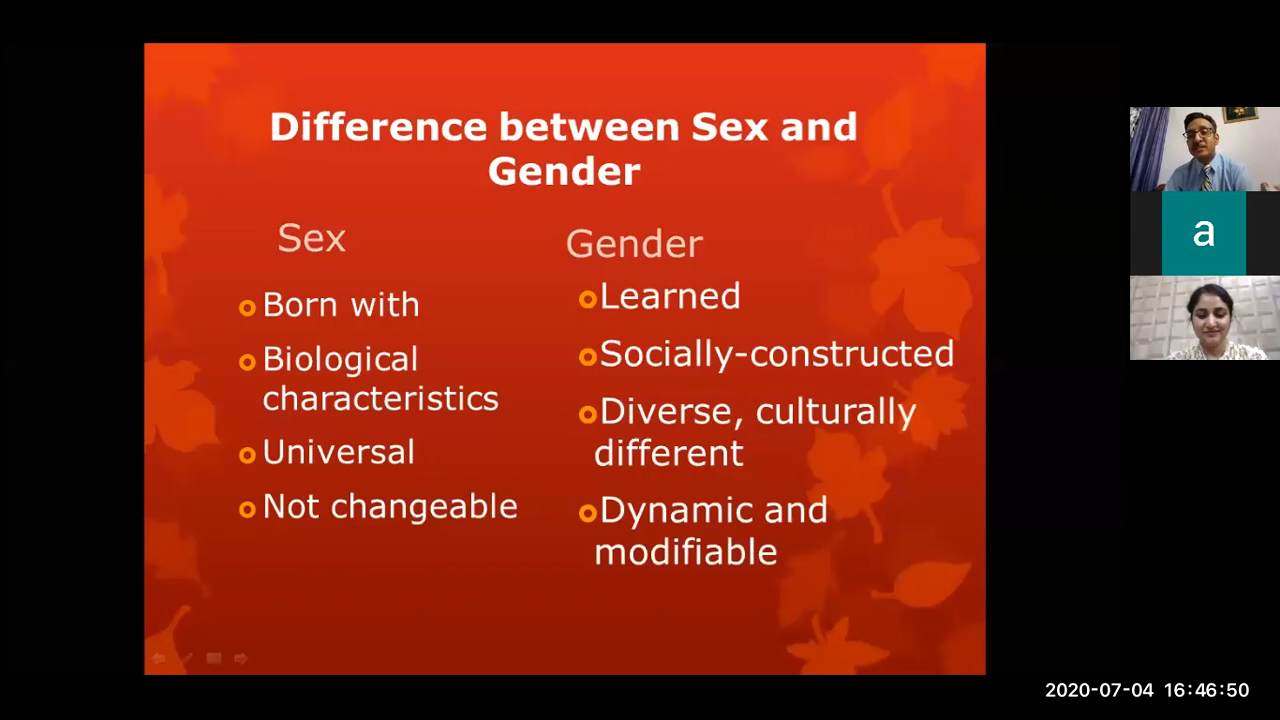 Difference between Sex and
Gender
Sex
Born with
Biological
characteristics
Universal
Not changeable
Gender
Learned
Socially-constructed
Diverse, culturally
different
Dynamic and
modifiable
a
2020-07-04 16:46:50